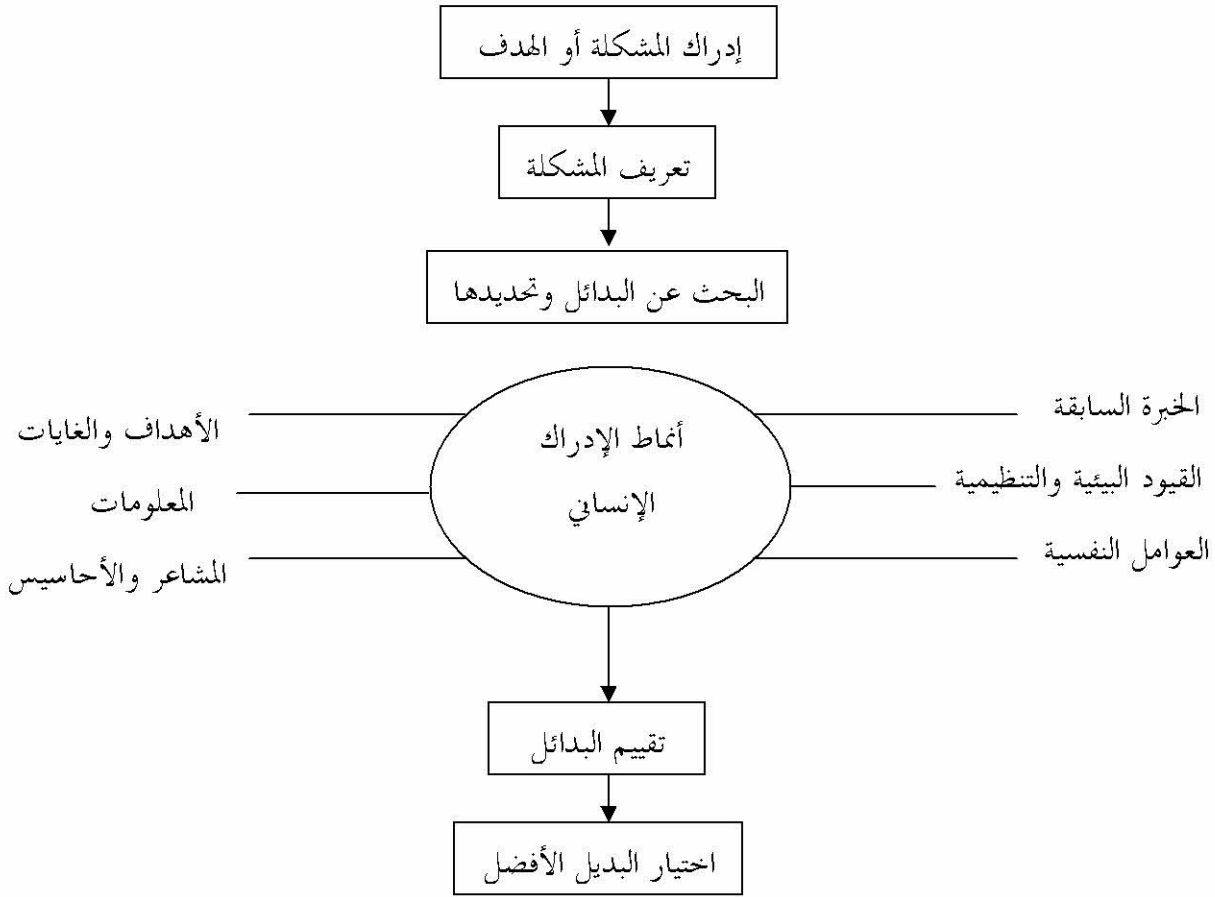 إدراك المشكلة أو الهدف
تعريف المشكلة
البحث عن البدائل وتحديدها
الخبرة السابقة
القيود البيئية والتنظيمية
العوامل النفسية
أنماط الإدراك
الإنساني
الأهداف والغايات
المعلومات
المشاعر والأحاسيس
تقييم البدائل
اختيار البديل الأفضل